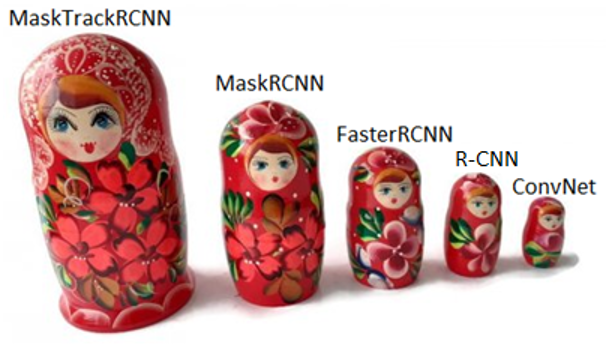 MaskTrackRCNN
MaskRCNN
FasterRCNN
R-CNN
ConvNet